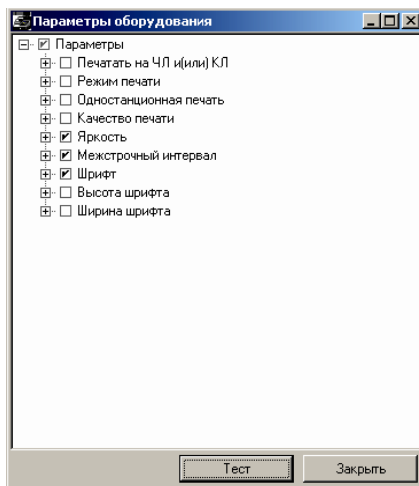 Параметры оборудования
Параметры
Печатать на ЧЛ и(или) КЛ
Режим печати
Одностанционная печать
Качество печати
Яркость
Межстрочный интервал
Шрифт
Высота шрифта
Ширина шрифта
Тест
Закрыть